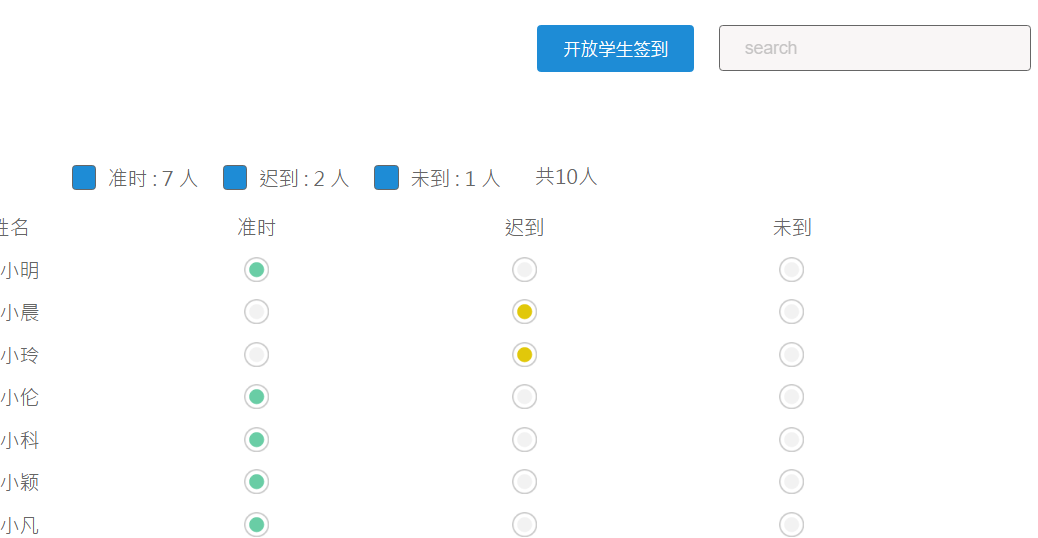 开放学生签到 search
准时 : 7 人 迟到 : 2 人 未到 : 1 人 共10人
姓名 准时 迟到 未到
小明
小晨
小玲
小伦
小科
小颖
小凡